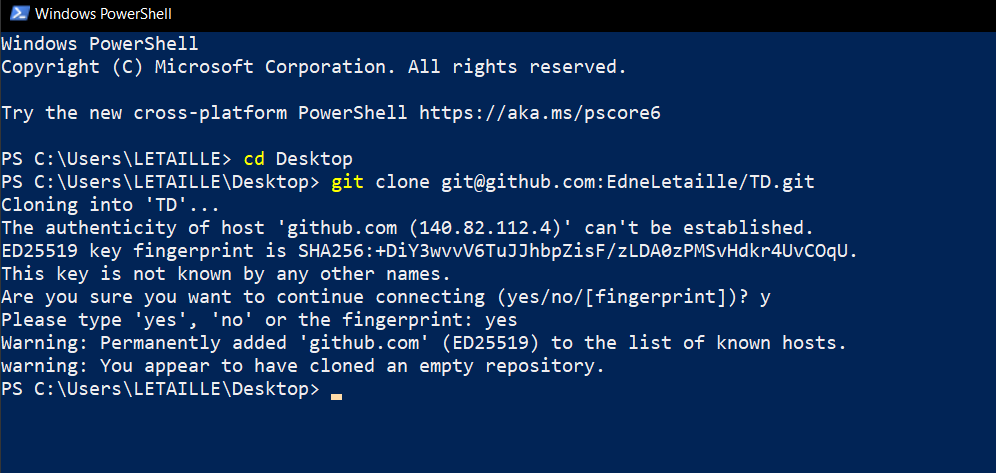 Windows PowerShell
Windows PowerShell
Copyright (C) Microsoft Corporation. All rights reserved.
Try the new cross-platform PowerShell https://aka.ms/pscore6
PS C:\Users\LETAILLE> cd Desktop
PS C:\Users\LETAILLE\Desktop> git clone git@github.com:EdneLetaille/TD.git
Cloning into 'TD'...
The authenticity of host 'github.com (140.82.112.4)' can't be established.
ED25519 key fingerprint is SHA256:+DiY3wvvV6TuJJhbpZisF/zLDA0zPMSvHdkr4UvCOqU.
This key is not known by any other names.
Are you sure you want to continue connecting (yes/no/[fingerprint])? y
Please type 'yes', 'no' or the fingerprint: yes
Warning: Permanently added 'github.com' (ED25519) to the list of known hosts.
warning: You appear to have cloned an empty repository.
PS C:\Users\LETAILLE\Desktop>